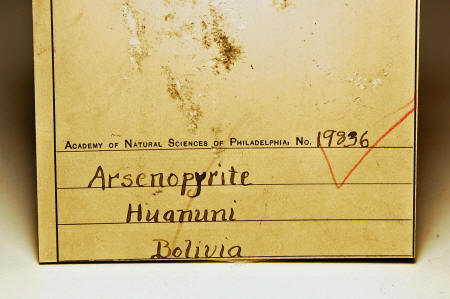 Academy of Natural Sciences of Philadelphia; No. 19836
Arsenopyrite
Huanuni
Bolivia